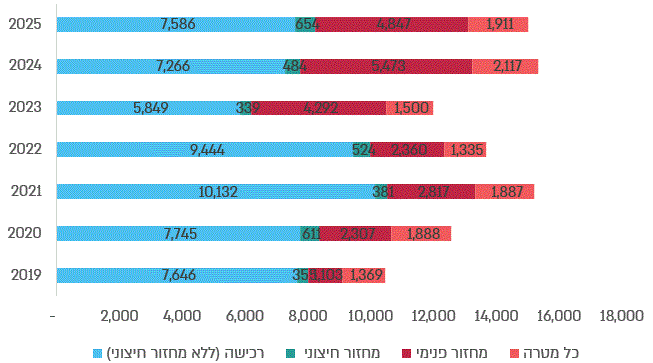 2025 7,586 654 4,847 1,911
2024 7,266 484 5,473 2,117
2023 5,849 339 4,292 1,500
2022 9,444 524 2,360 1,335
2021 10,132 381 2,817 1,887
2020 7,745 611 2,307 1,888
2019 7,646 1,369
- 2,000 4,000 6,000 8,000 10,000 12,000 14,000 16,000 18,000
רכישה (ללא מחזור חיצוני) מחזור חיצוני מחזור פנימי כל מטרה